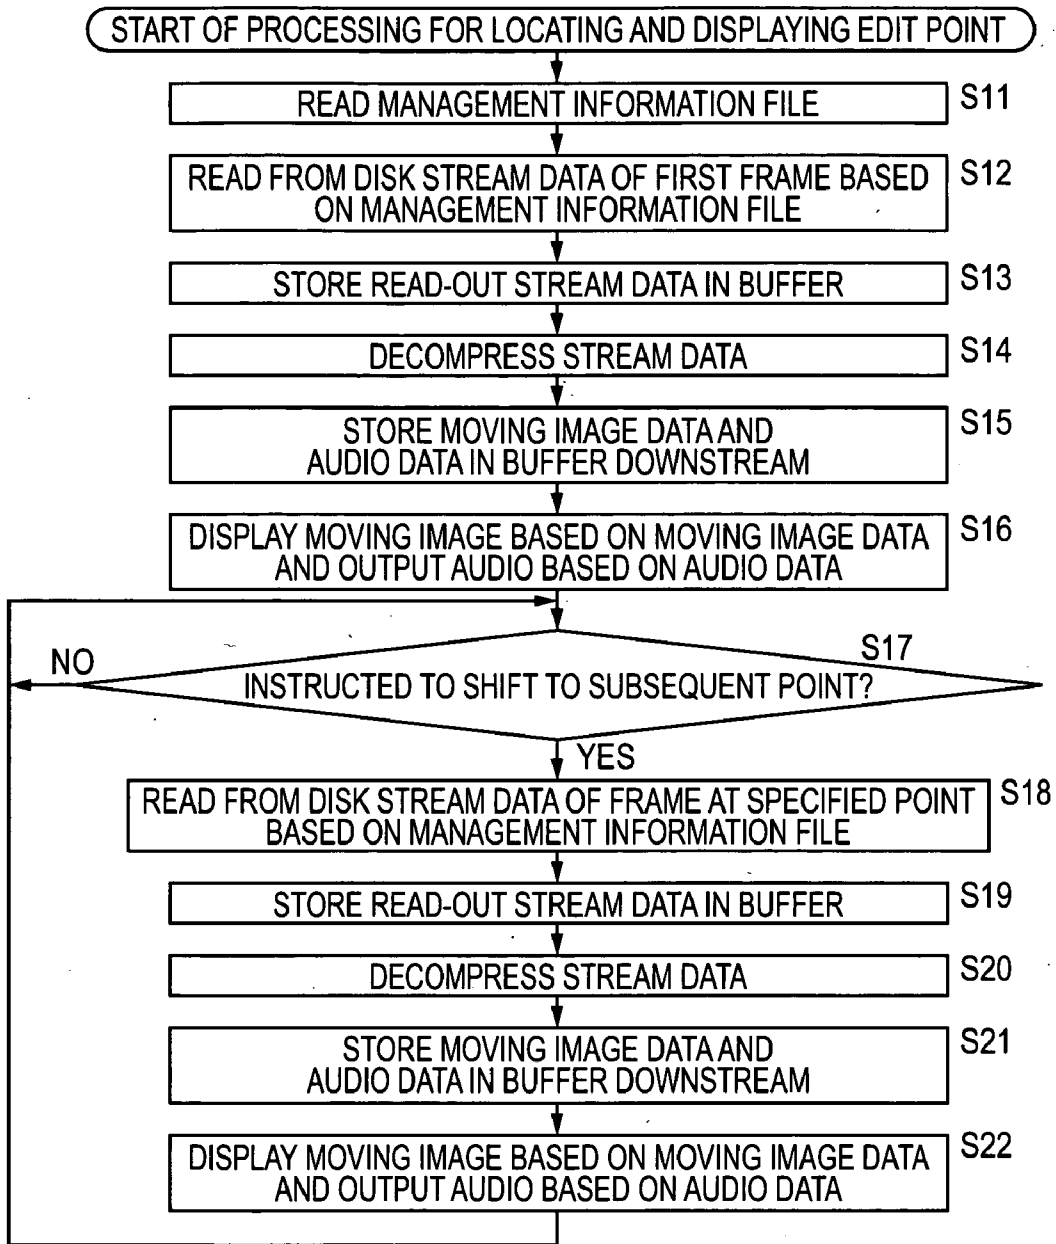 START OF PROCESSING FOR LOCATING AND DISPLAYING EDIT POINT
READ MANAGEMENT INFORMATION FILE
S11
READ FROM DISK STREAM DATA OF FIRST FRAME BASED
ON MANAGEMENT INFORMATION FILE
S12
STORE READ-OUT STREAM DATA IN BUFFER
S13
DECOMPRESS STREAM DATA
S14
STORE MOVING IMAGE DATA AND
AUDIO DATA IN BUFFER DOWNSTREAM
S15
DISPLAY MOVING IMAGE BASED ON MOVING IMAGE DATA
AND OUTPUT AUDIO BASED ON AUDIO DATA
S16
NO
S17
INSTRUCTED TO SHIFT TO SUBSEQUENT POINT?
YES
READ FROM DISK STREAM DATA OF FRAME AT SPECIFIED POINT
BASED ON MANAGEMENT INFORMATION FILE
S18
STORE READ-OUT STREAM DATA IN BUFFER
S19
DECOMPRESS STREAM DATA
S20
STORE MOVING IMAGE DATA AND
AUDIO DATA IN BUFFER DOWNSTREAM
S21
DISPLAY MOVING IMAGE BASED ON MOVING IMAGE DATA
AND OUTPUT AUDIO BASED ON AUDIO DATA
S22